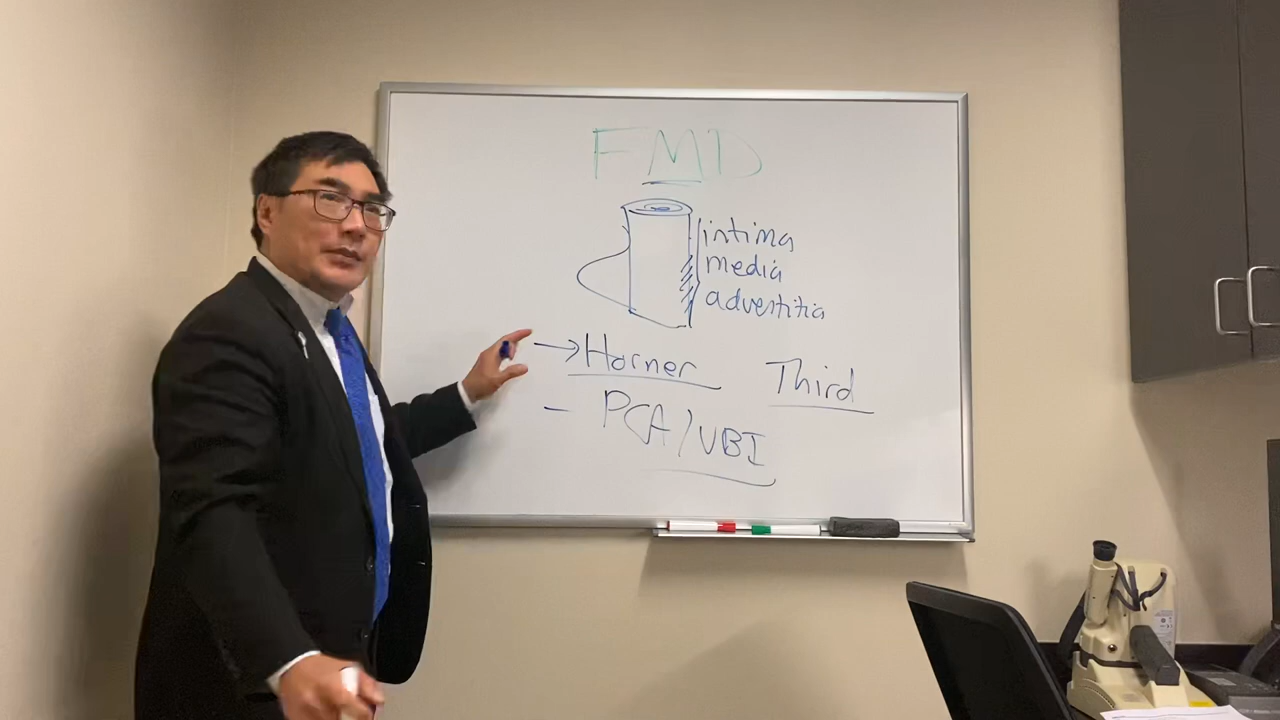 FMD
intima
media
adventitia
→Horner
Third
- PCA/VBI